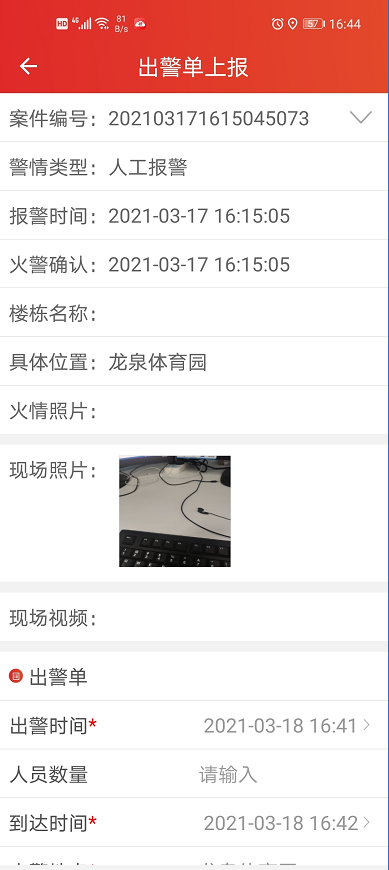 HD 4G 81 B/s 57 16:44
出警单上报
案件编号：202103171615045073
警情类型：人工报警
报警时间：2021-03-17 16:15:05
火警确认：2021-03-17 16:15:05
楼栋名称：
具体位置：龙泉体育园
火情照片：
现场照片：
现场视频：
出警单
出警时间* 2021-03-18 16:41
人员数量 请输入
到达时间* 2021-03-18 16:42